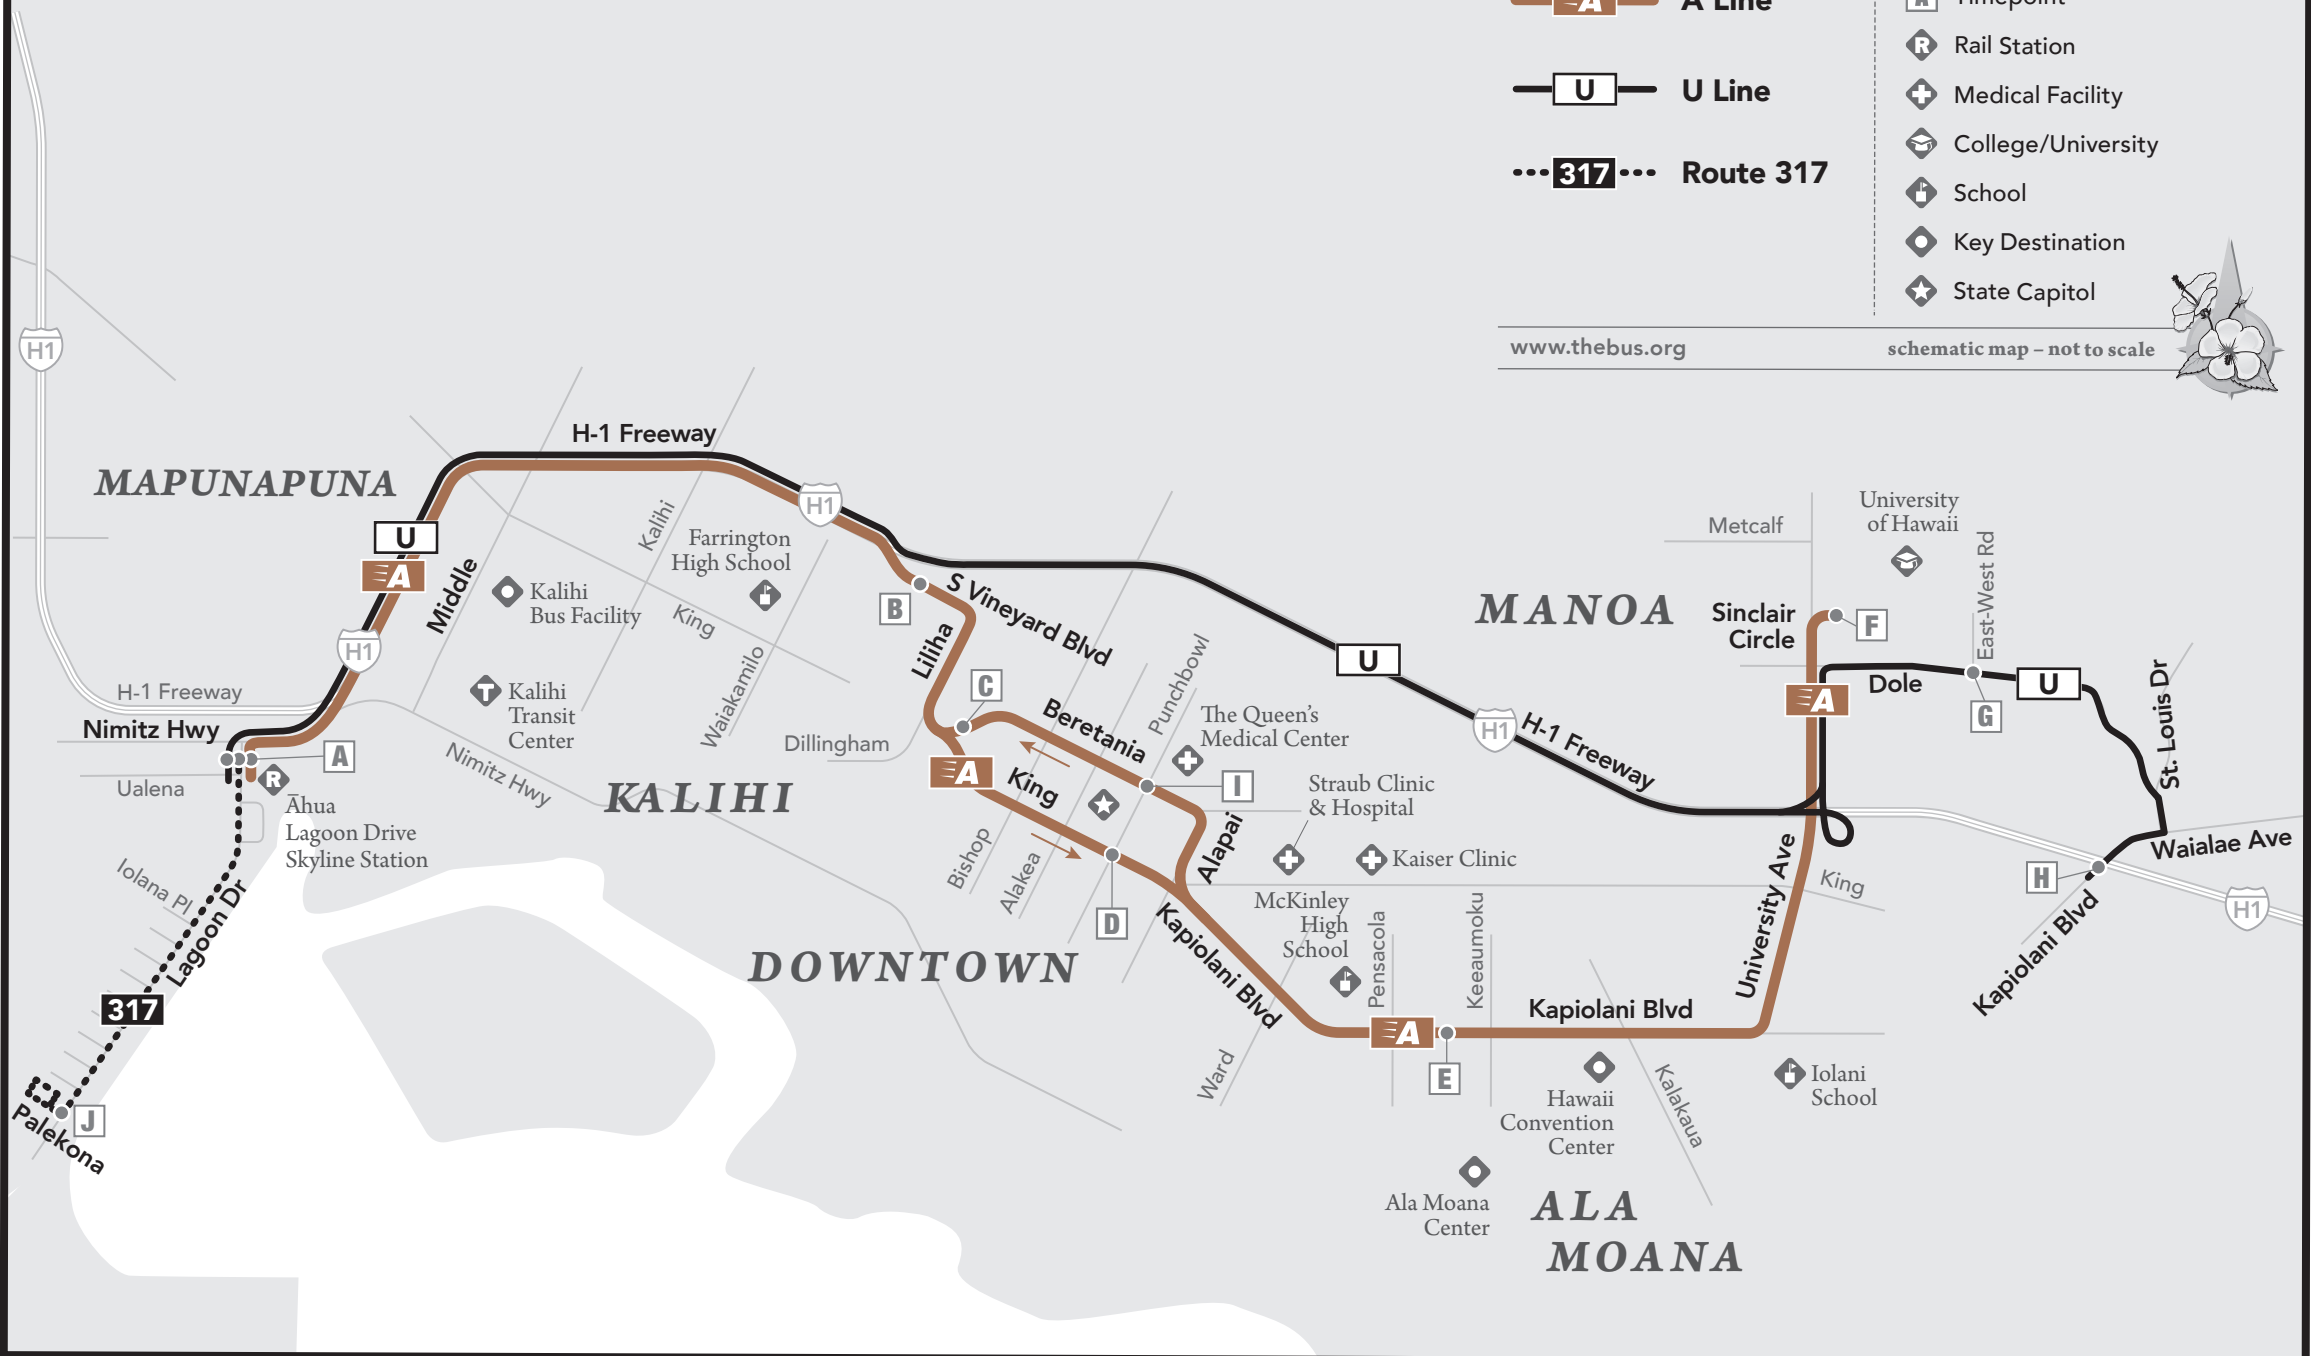 A
A Line
A
Timepoint
R
Rail Station
U
U Line
Medical Facility
College/University
317
Route 317
School
Key Destination
State Capitol
www.thebus.org
schematic map – not to scale
H1
H-1 Freeway
MAPUNAPUNA
H1
U
A
Middle
Kalihi
Farrington
High School
Kalihi
Bus Facility
King
B
S Vineyard Blvd
Liliha
Waiakamilo
H1
H-1 Freeway
Nimitz Hwy
T
Kalihi
Transit
Center
Ualena
A
R
Āhua
Lagoon Drive
Skyline Station
Nimitz Hwy
KALIHI
Dillingham
C
A
King
Beretania
Punchbowl
The Queen's
Medical Center
I
Straub Clinic
& Hospital
Kaiser Clinic
Bishop
Alakea
Alapai
D
DOWNTOWN
Kapiolani Blvd
McKinley
High
School
Pensacola
Keeaumoku
Ward
A
E
Kapiolani Blvd
Hawaii
Convention
Center
Kalakaua
Iolani
School
Ala Moana
Center
ALA
MOANA
Iolana Pl
Lagoon Dr
317
J
Palekona
U
H1
H-1 Freeway
MANOA
Metcalf
University
of Hawaii
East-West Rd
Sinclair
Circle
F
A
Dole
G
U
St. Louis Dr
University Ave
King
Waialae Ave
H
Kapiolani Blvd
H1